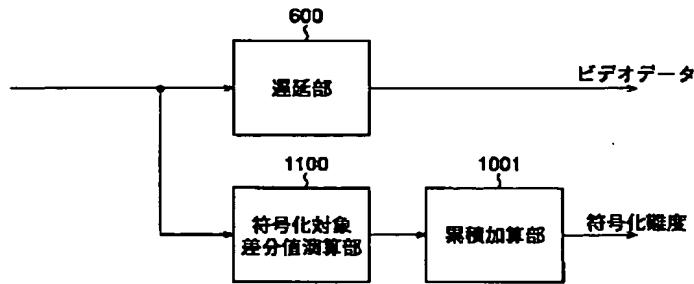 600
遅延部
ビデオデータ
1100
符号化対象
差分値演算部
1001
累積加算部
符号化難度